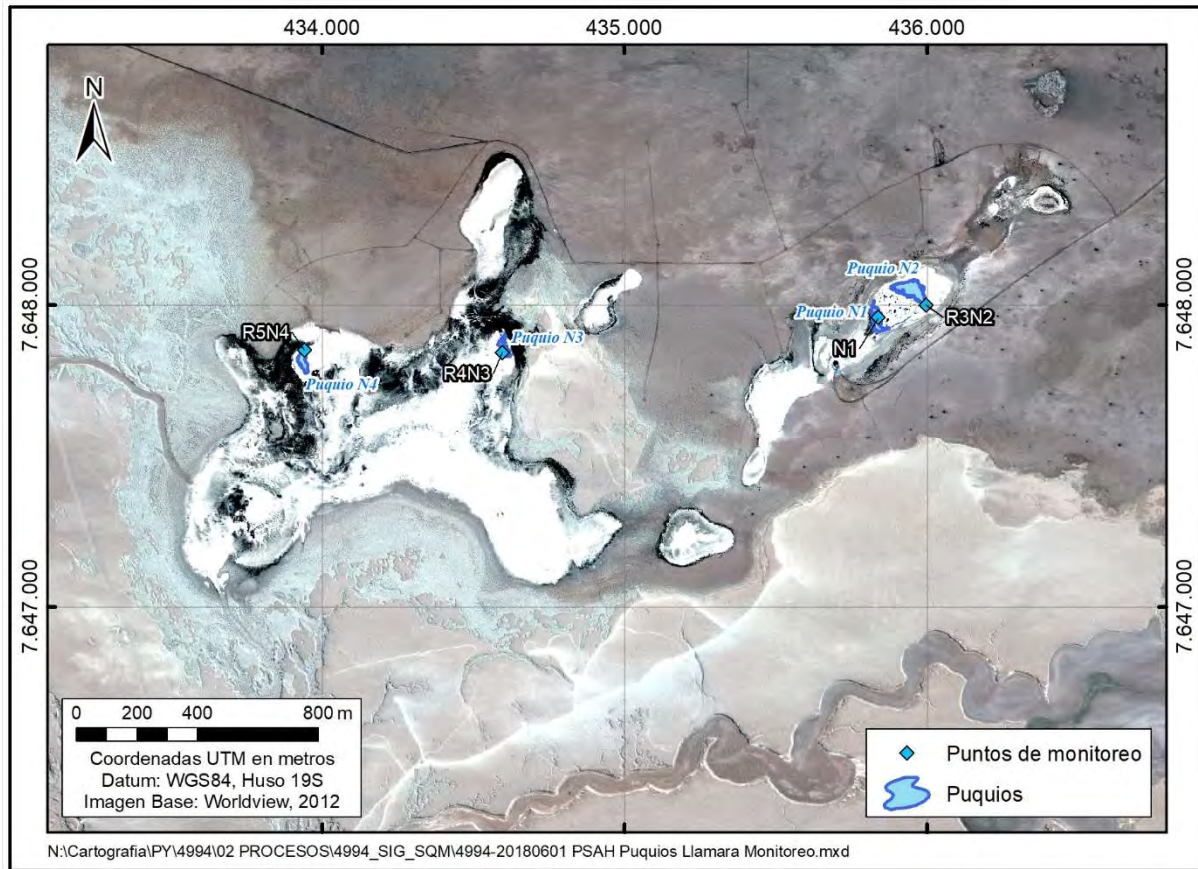 434.000 435.000 436.000
N
7.648.000
7.647.000
7.648.000
7.647.000
Puquio N2
Puquio N1
R3N2
N1
R5N4
Puquio N3
R4N3
Puquio N4
0 200 400 800 m
Coordenadas UTM en metros
Datum: WGS84, Huso 19S
Imagen Base: Worldview, 2012
Puntos de monitoreo
Puquios
N:\Cartografia\PY\4994\02 PROCESOS\4994_SIG_SQM\4994-20180601 PSAH Puquios Llamara Monitoreo.mxd